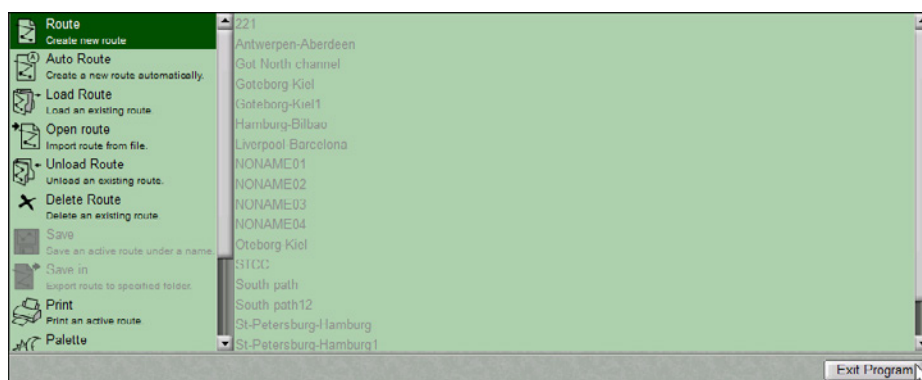 Route
Create new route
Auto Route
Create a new route automatically.
Load Route
Load an existing route.
Open route
Import route from file.
Unload Route
Unload an existing route.
Delete Route
Delete an existing route
Save
Save an active route under a name.
Save in
Export route to specified folder.
Print
Print an active route
Palette
221
Antwerpen-Aberdeen
Got North channel
Goteborg Kiel
Goteborg-Kiel1
Hamburg-Bilbao
Liverpool Barcelona
NONAME01
NONAME02
NONAME03
NONAME04
Oteborg Kiel
STCC
South path
South path12
St-Petersburg-Hamburg
St-Petersburg-Hamburg1
Exit Program